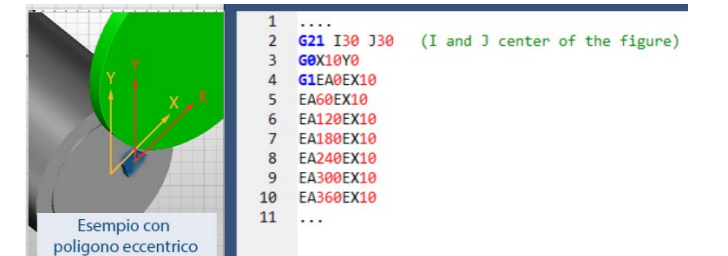 Y
Y
X
X
Esempio con
poligono eccentrico
1 ....
2 G21 I30 J30 (I and J center of the figure)
3 G0X10Y0
4 G1EA0EX10
5 EA60EX10
6 EA120EX10
7 EA180EX10
8 EA240EX10
9 EA300EX10
10 EA360EX10
11 ...